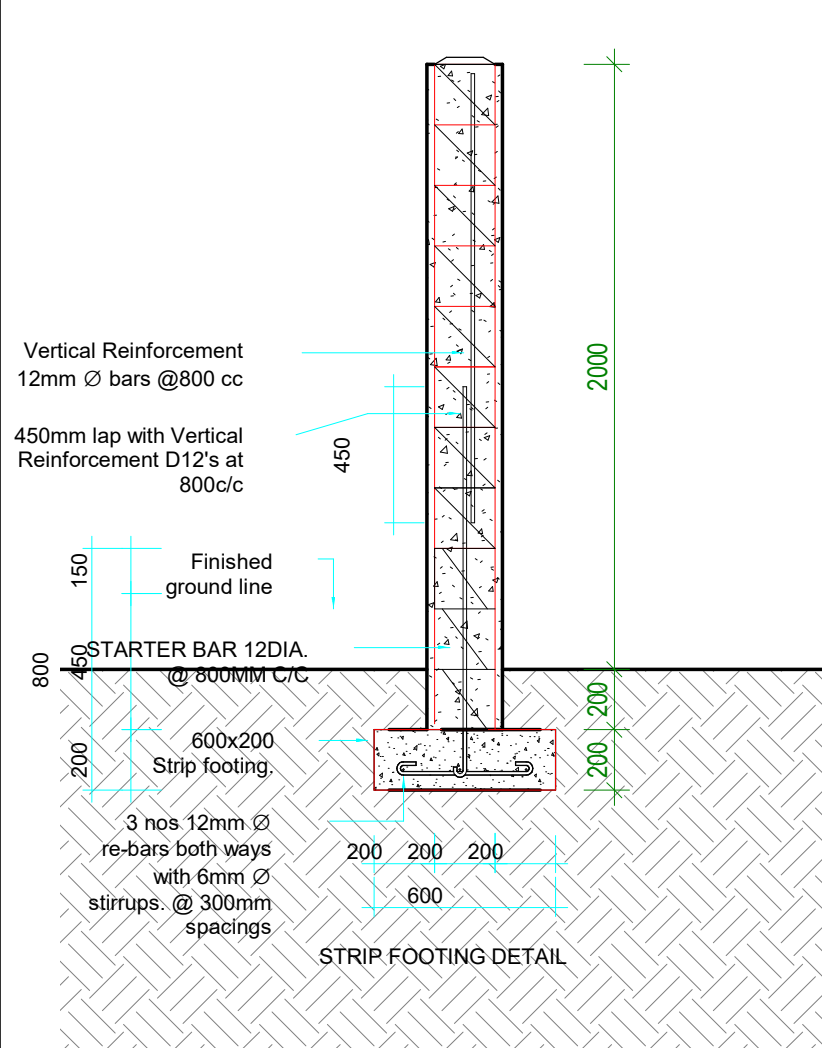 Vertical Reinforcement
12mm Ø bars @800 cc
2000
450mm lap with Vertical
Reinforcement D12's at
800c/c
450
Finished
ground line
150
STARTER BAR 12DIA.
@ 800MM C/C
450
800
200
600x200
Strip footing.
200
200
3 nos 12mm Ø
re-bars both ways
with 6mm Ø
stirrups. @ 300mm
spacings
200 200 200
600
STRIP FOOTING DETAIL